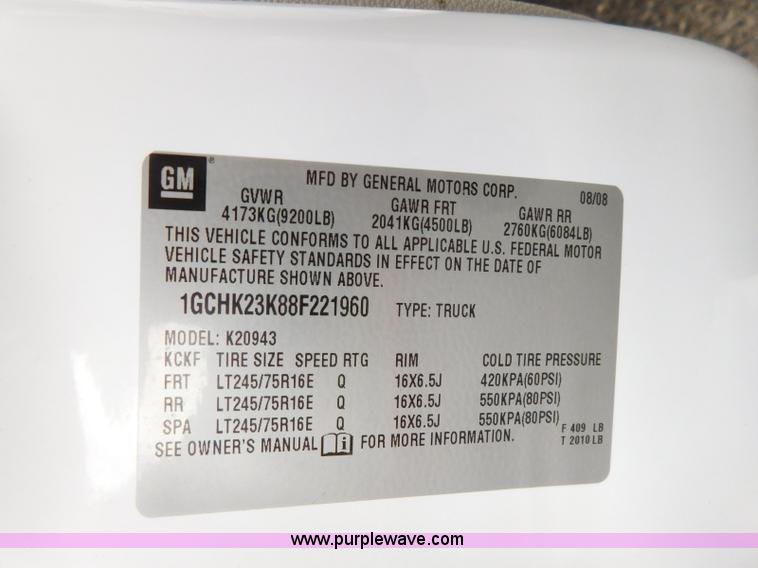 GM ®
MFD BY GENERAL MOTORS CORP. 08/08
GVWR GAWR FRT GAWR RR
4173KG(9200LB) 2041KG(4500LB) 2760KG(6084LB)
THIS VEHICLE CONFORMS TO ALL APPLICABLE U.S. FEDERAL MOTOR
VEHICLE SAFETY STANDARDS IN EFFECT ON THE DATE OF
MANUFACTURE SHOWN ABOVE.
1GCHK23K88F221960 TYPE: TRUCK
MODEL: K20943
KCKF TIRE SIZE SPEED RTG RIM COLD TIRE PRESSURE
FRT LT245/75R16E Q 16X6.5J 420KPA(60PSI)
RR LT245/75R16E Q 16X6.5J 550KPA(80PSI)
SPA LT245/75R16E Q 16X6.5J 550KPA(80PSI)
F 409 LB
SEE OWNER'S MANUAL i FOR MORE INFORMATION. T 2010 LB
www.purplewave.com